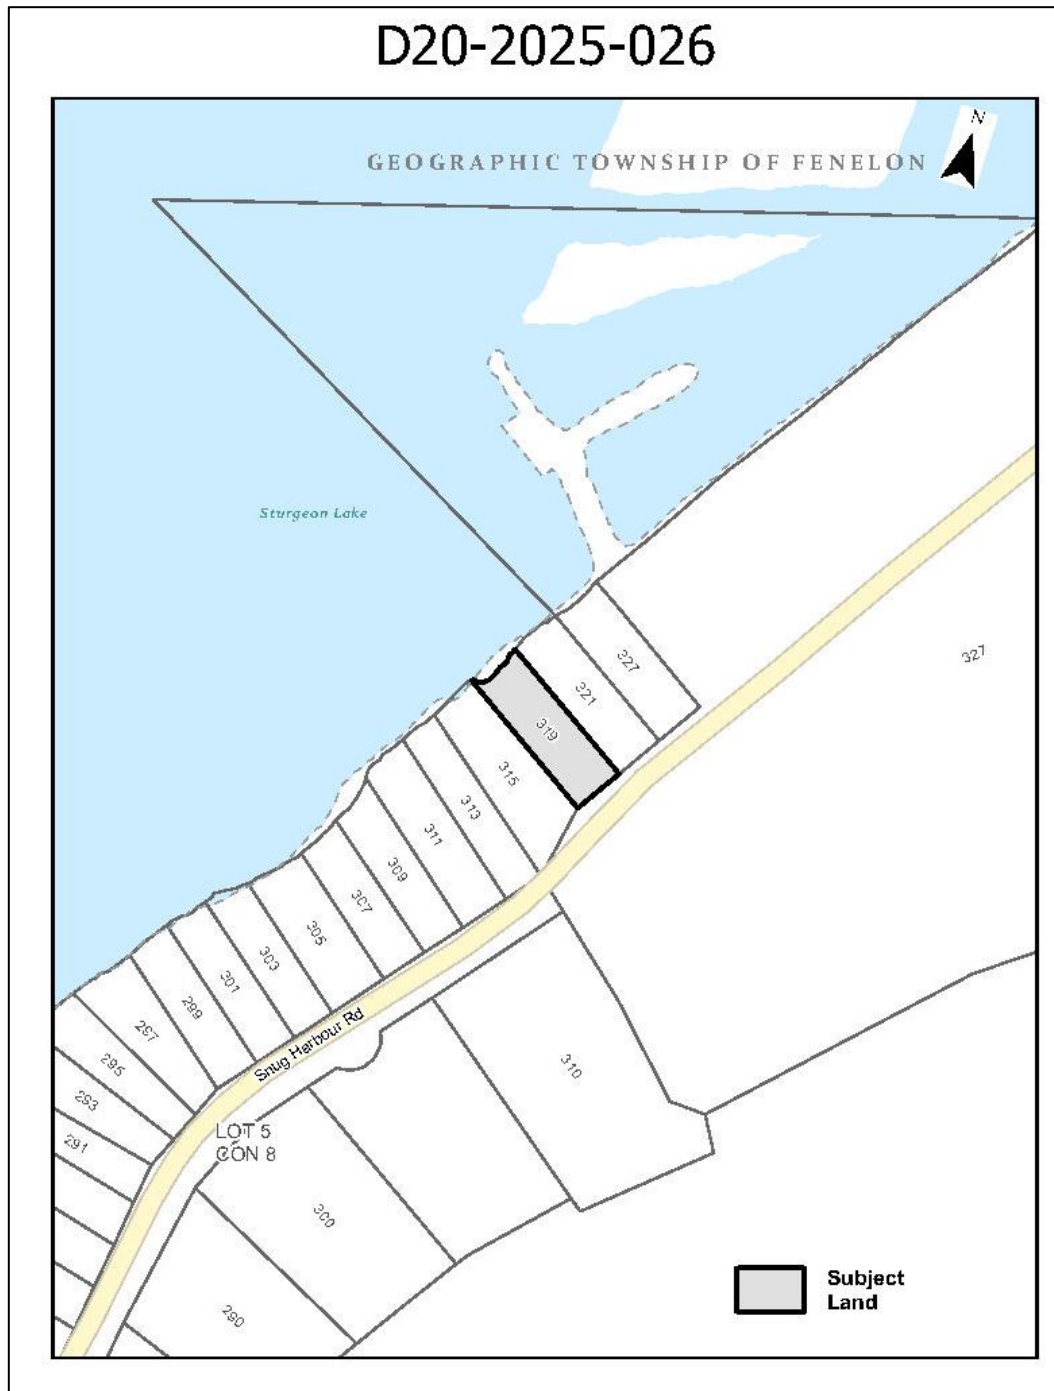 D20-2025-026
N
GEOGRAPHIC TOWNSHIP OF FENELON
Sturgeon Lake
327
327
321
319
315
313
311
309
307
305
303
301
299
297
295
293
291
Snug Harbour Rd
310
LOT 5
CON 8
300
290
Subject
Land